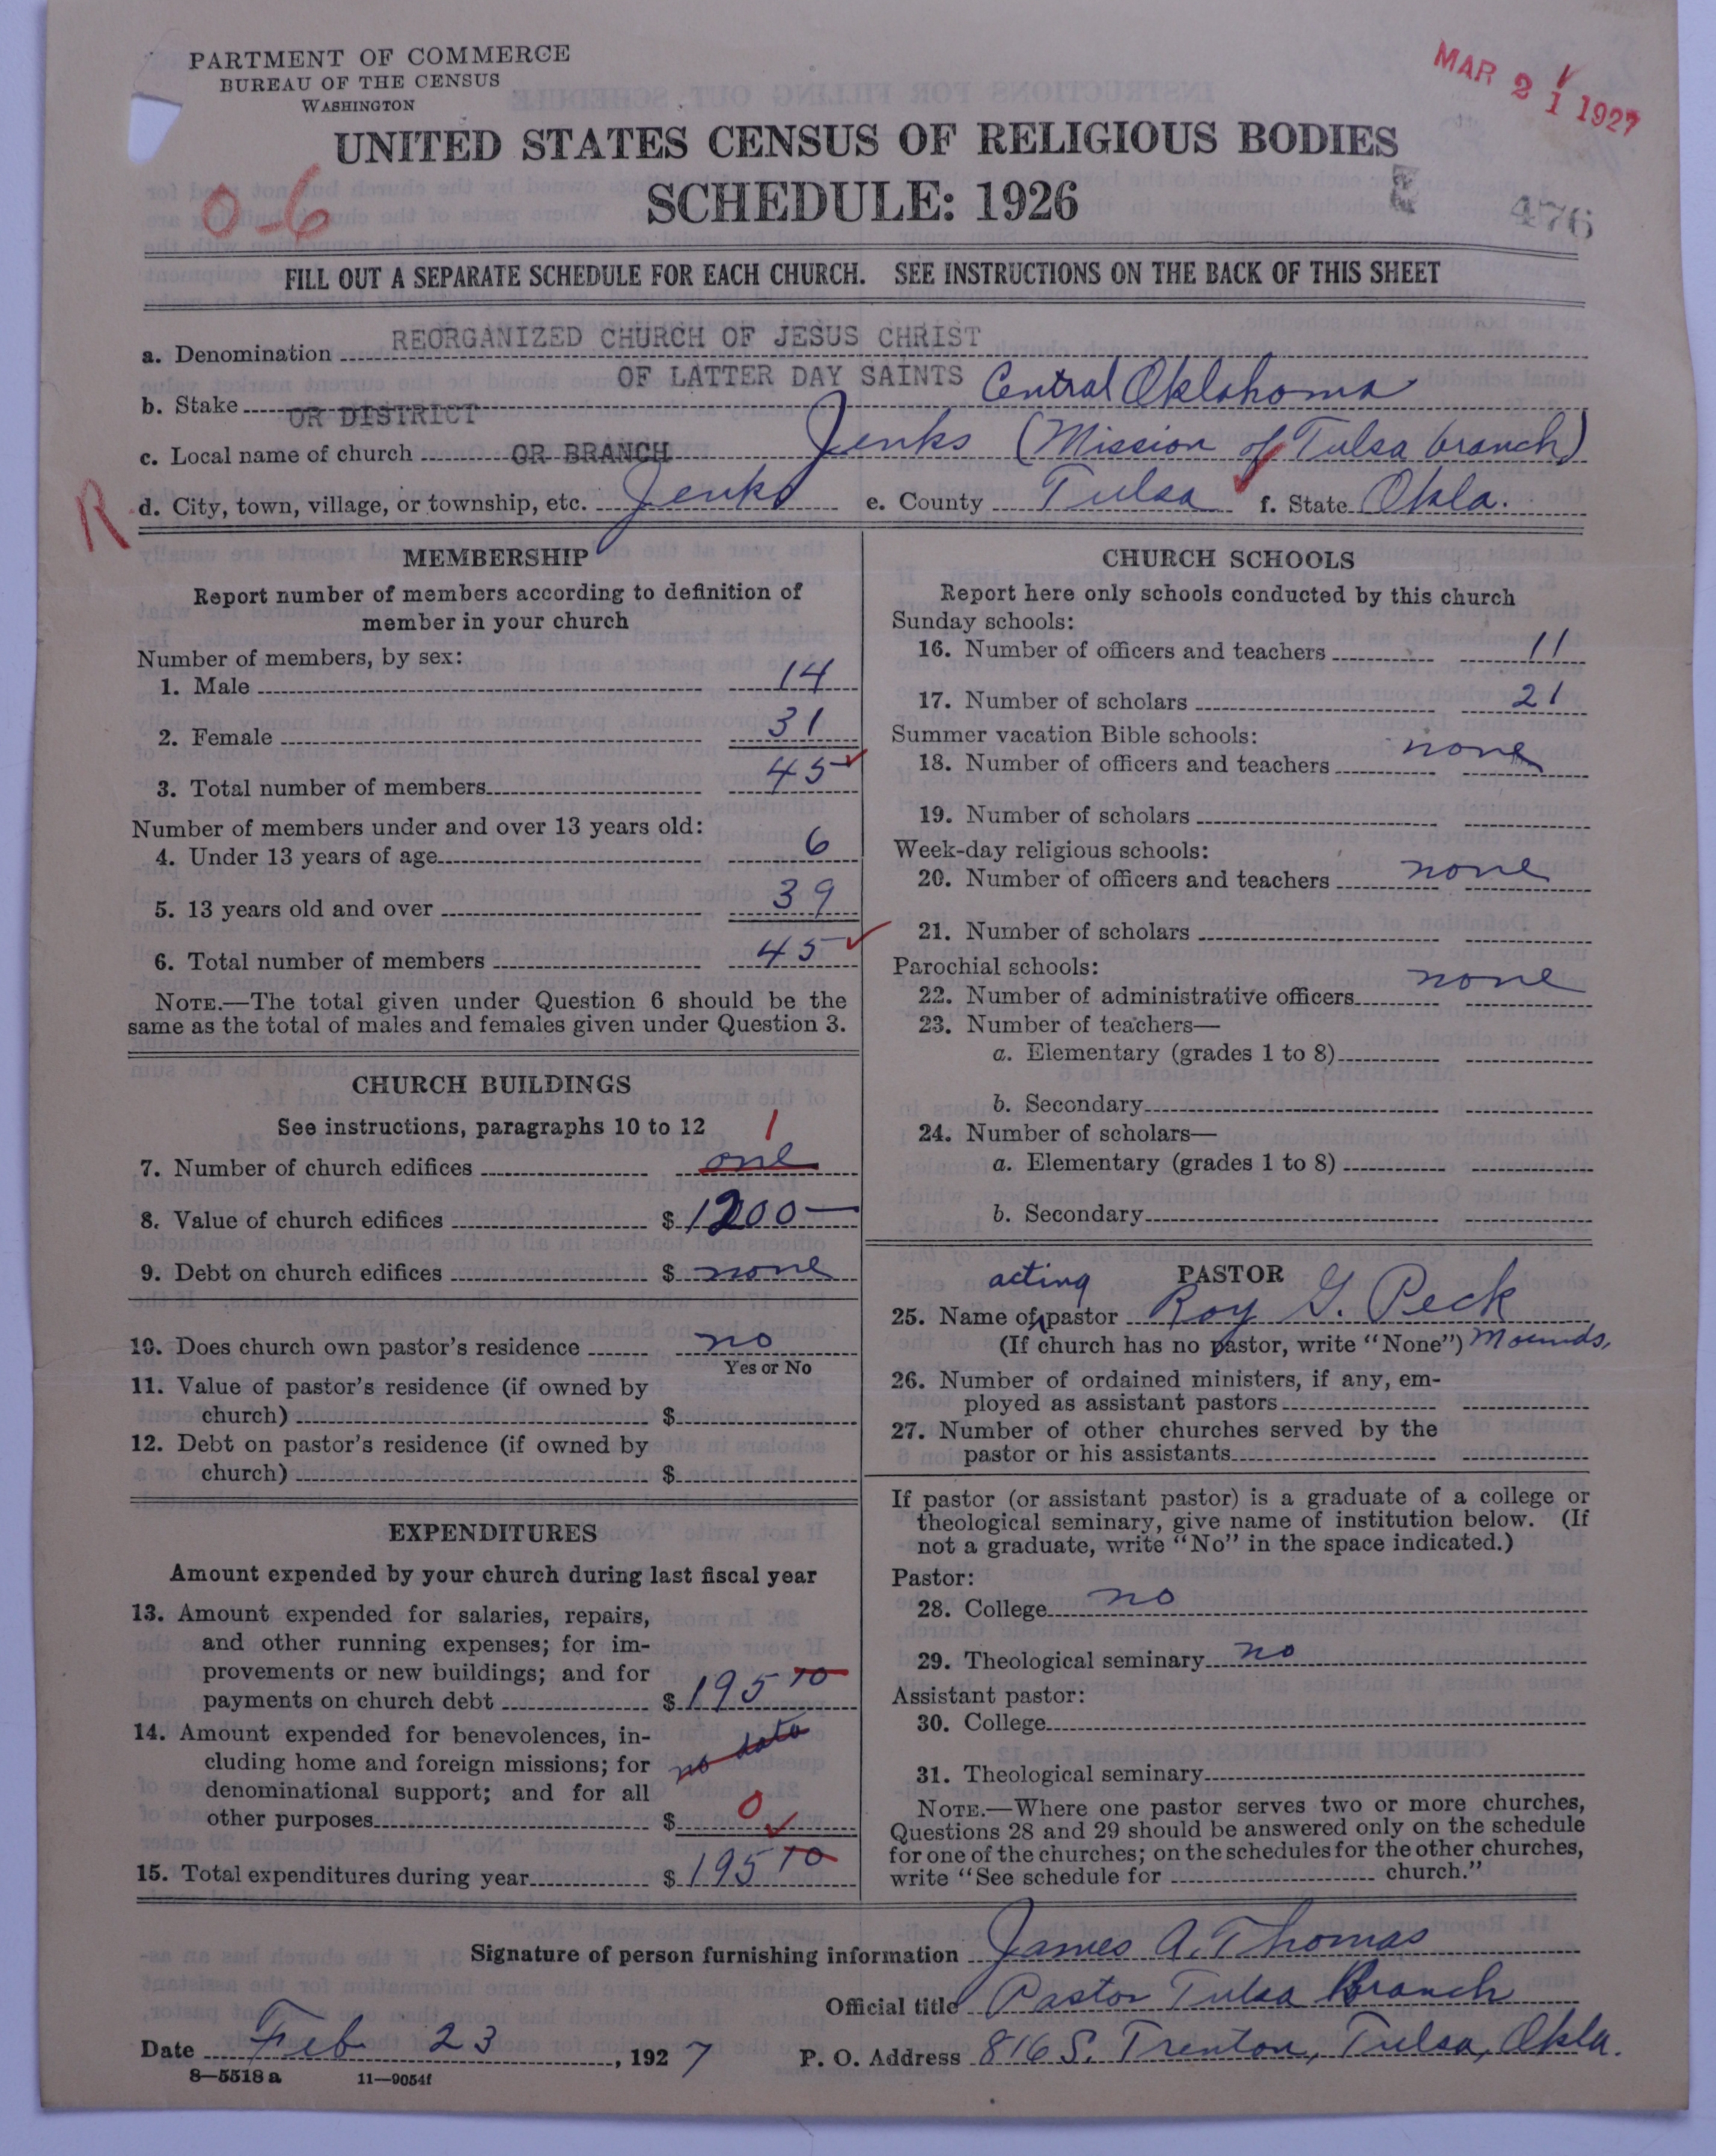 PARTMENT OF COMMERCE
BUREAU OF THE CENSUS
WASHINGTON
MAR 21 1927
UNITED STATES CENSUS OF RELIGIOUS BODIES
SCHEDULE: 1926
0-6
476
FILL OUT A SEPARATE SCHEDULE FOR EACH CHURCH. SEE INSTRUCTIONS ON THE BACK OF THIS SHEET
a. Denomination REORGANIZED CHURCH OF JESUS CHRIST
OF LATTER DAY SAINTS
b. Stake OR DISTRICT Central Oklahoma
c. Local name of church OR BRANCH Jenks (Mission of Tulsa branch)
R
d. City, town, village, or township, etc. Jenks e. County Tulsa f. State Okla.
MEMBERSHIP
Report number of members according to definition of
member in your church
Number of members, by sex:
1. Male 14
2. Female 31
3. Total number of members 45
Number of members under and over 13 years old:
4. Under 13 years of age 6
5. 13 years old and over 39
6. Total number of members 45
NOTE.—The total given under Question 6 should be the
same as the total of males and females given under Question 3.
CHURCH BUILDINGS
See instructions, paragraphs 10 to 12
1
7. Number of church edifices one
8. Value of church edifices $ 1200—
9. Debt on church edifices $ none
10. Does church own pastor's residence no
Yes or No
11. Value of pastor's residence (if owned by
church) $
12. Debt on pastor's residence (if owned by
church) $
EXPENDITURES
Amount expended by your church during last fiscal year
13. Amount expended for salaries, repairs,
and other running expenses; for im-
provements or new buildings; and for
payments on church debt $ 195 10
14. Amount expended for benevolences, in-
cluding home and foreign missions; for no data
denominational support; and for all
other purposes $ 0
15. Total expenditures during year $ 195 10
CHURCH SCHOOLS
Report here only schools conducted by this church
Sunday schools:
16. Number of officers and teachers 11
17. Number of scholars 21
Summer vacation Bible schools:
18. Number of officers and teachers none
19. Number of scholars
Week-day religious schools:
20. Number of officers and teachers none
21. Number of scholars
Parochial schools:
22. Number of administrative officers none
23. Number of teachers—
a. Elementary (grades 1 to 8)
b. Secondary
24. Number of scholars—
a. Elementary (grades 1 to 8)
b. Secondary
PASTOR
25. Name of acting pastor Roy G. Peck
(If church has no pastor, write "None") Mounds,
26. Number of ordained ministers, if any, em-
ployed as assistant pastors
27. Number of other churches served by the
pastor or his assistants
If pastor (or assistant pastor) is a graduate of a college or
theological seminary, give name of institution below. (If
not a graduate, write "No" in the space indicated.)
Pastor:
28. College no
29. Theological seminary no
Assistant pastor:
30. College
31. Theological seminary
NOTE.—Where one pastor serves two or more churches,
Questions 28 and 29 should be answered only on the schedule
for one of the churches; on the schedules for the other churches,
write "See schedule for church."
Signature of person furnishing information James A. Thomas
Official title Pastor Tulsa Branch
Date Feb 23, 1927 P. O. Address 816 S. Trenton, Tulsa, Okla.
8—5518 a 11—9054f